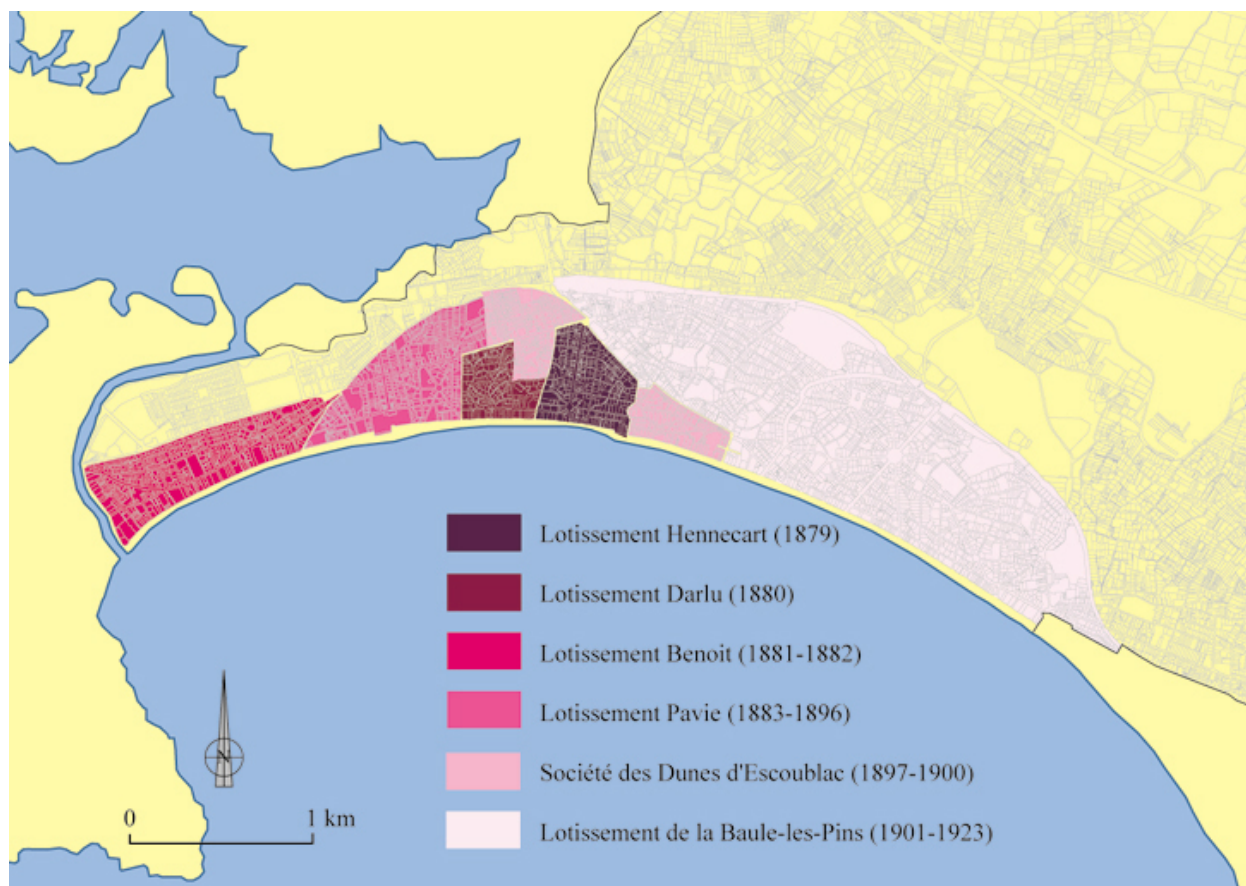 Lotissement Hennecart (1879)
Lotissement Darlu (1880)
Lotissement Benoit (1881-1882)
Lotissement Pavie (1883-1896)
Société des Dunes d'Escoublac (1897-1900)
Lotissement de la Baule-les-Pins (1901-1923)
N
0 1 km